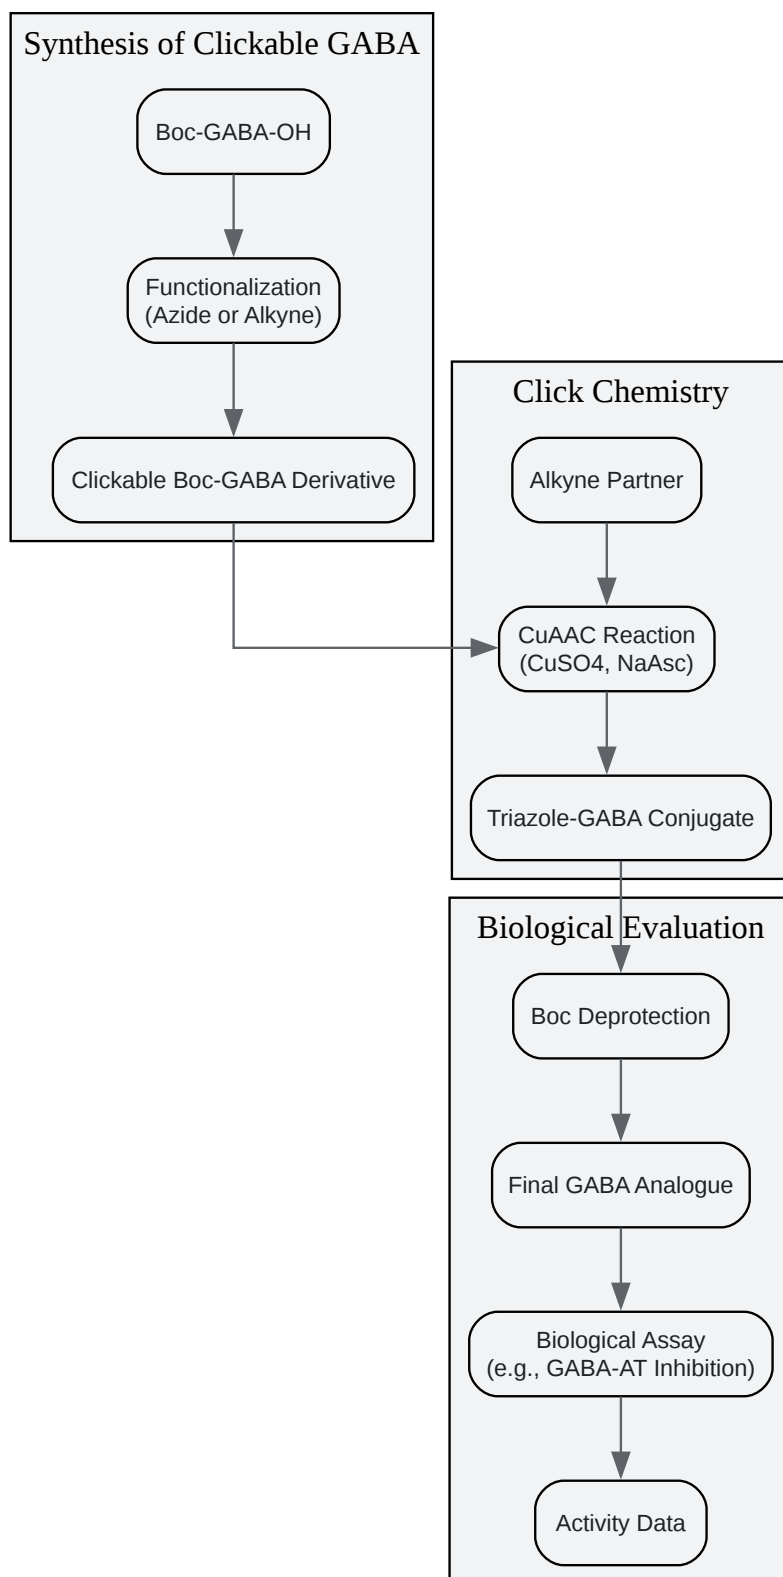 Synthesis of Clickable GABA
Boc-GABA-OH
Functionalization
(Azide or Alkyne)
Clickable Boc-GABA Derivative
Click Chemistry
Alkyne Partner
CuAAC Reaction
(CuSO4, NaAsc)
Triazole-GABA Conjugate
Biological Evaluation
Boc Deprotection
Final GABA Analogue
Biological Assay
(e.g., GABA-AT Inhibition)
Activity Data